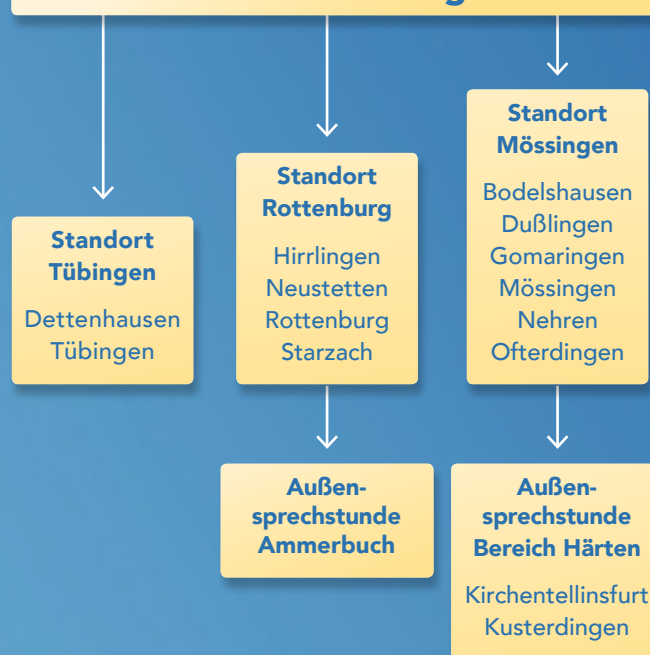 Standort
Tübingen
Dettenhausen
Tübingen
Standort
Rottenburg
Hirrlingen
Neustetten
Rottenburg
Starzach
Standort
Mössingen
Bodelshausen
Dußlingen
Gomaringen
Mössingen
Nehren
Ofterdingen
Außen-
sprechstunde
Ammerbuch
Außen-
sprechstunde
Bereich Härten
Kirchentellinsfurt
Kusterdingen